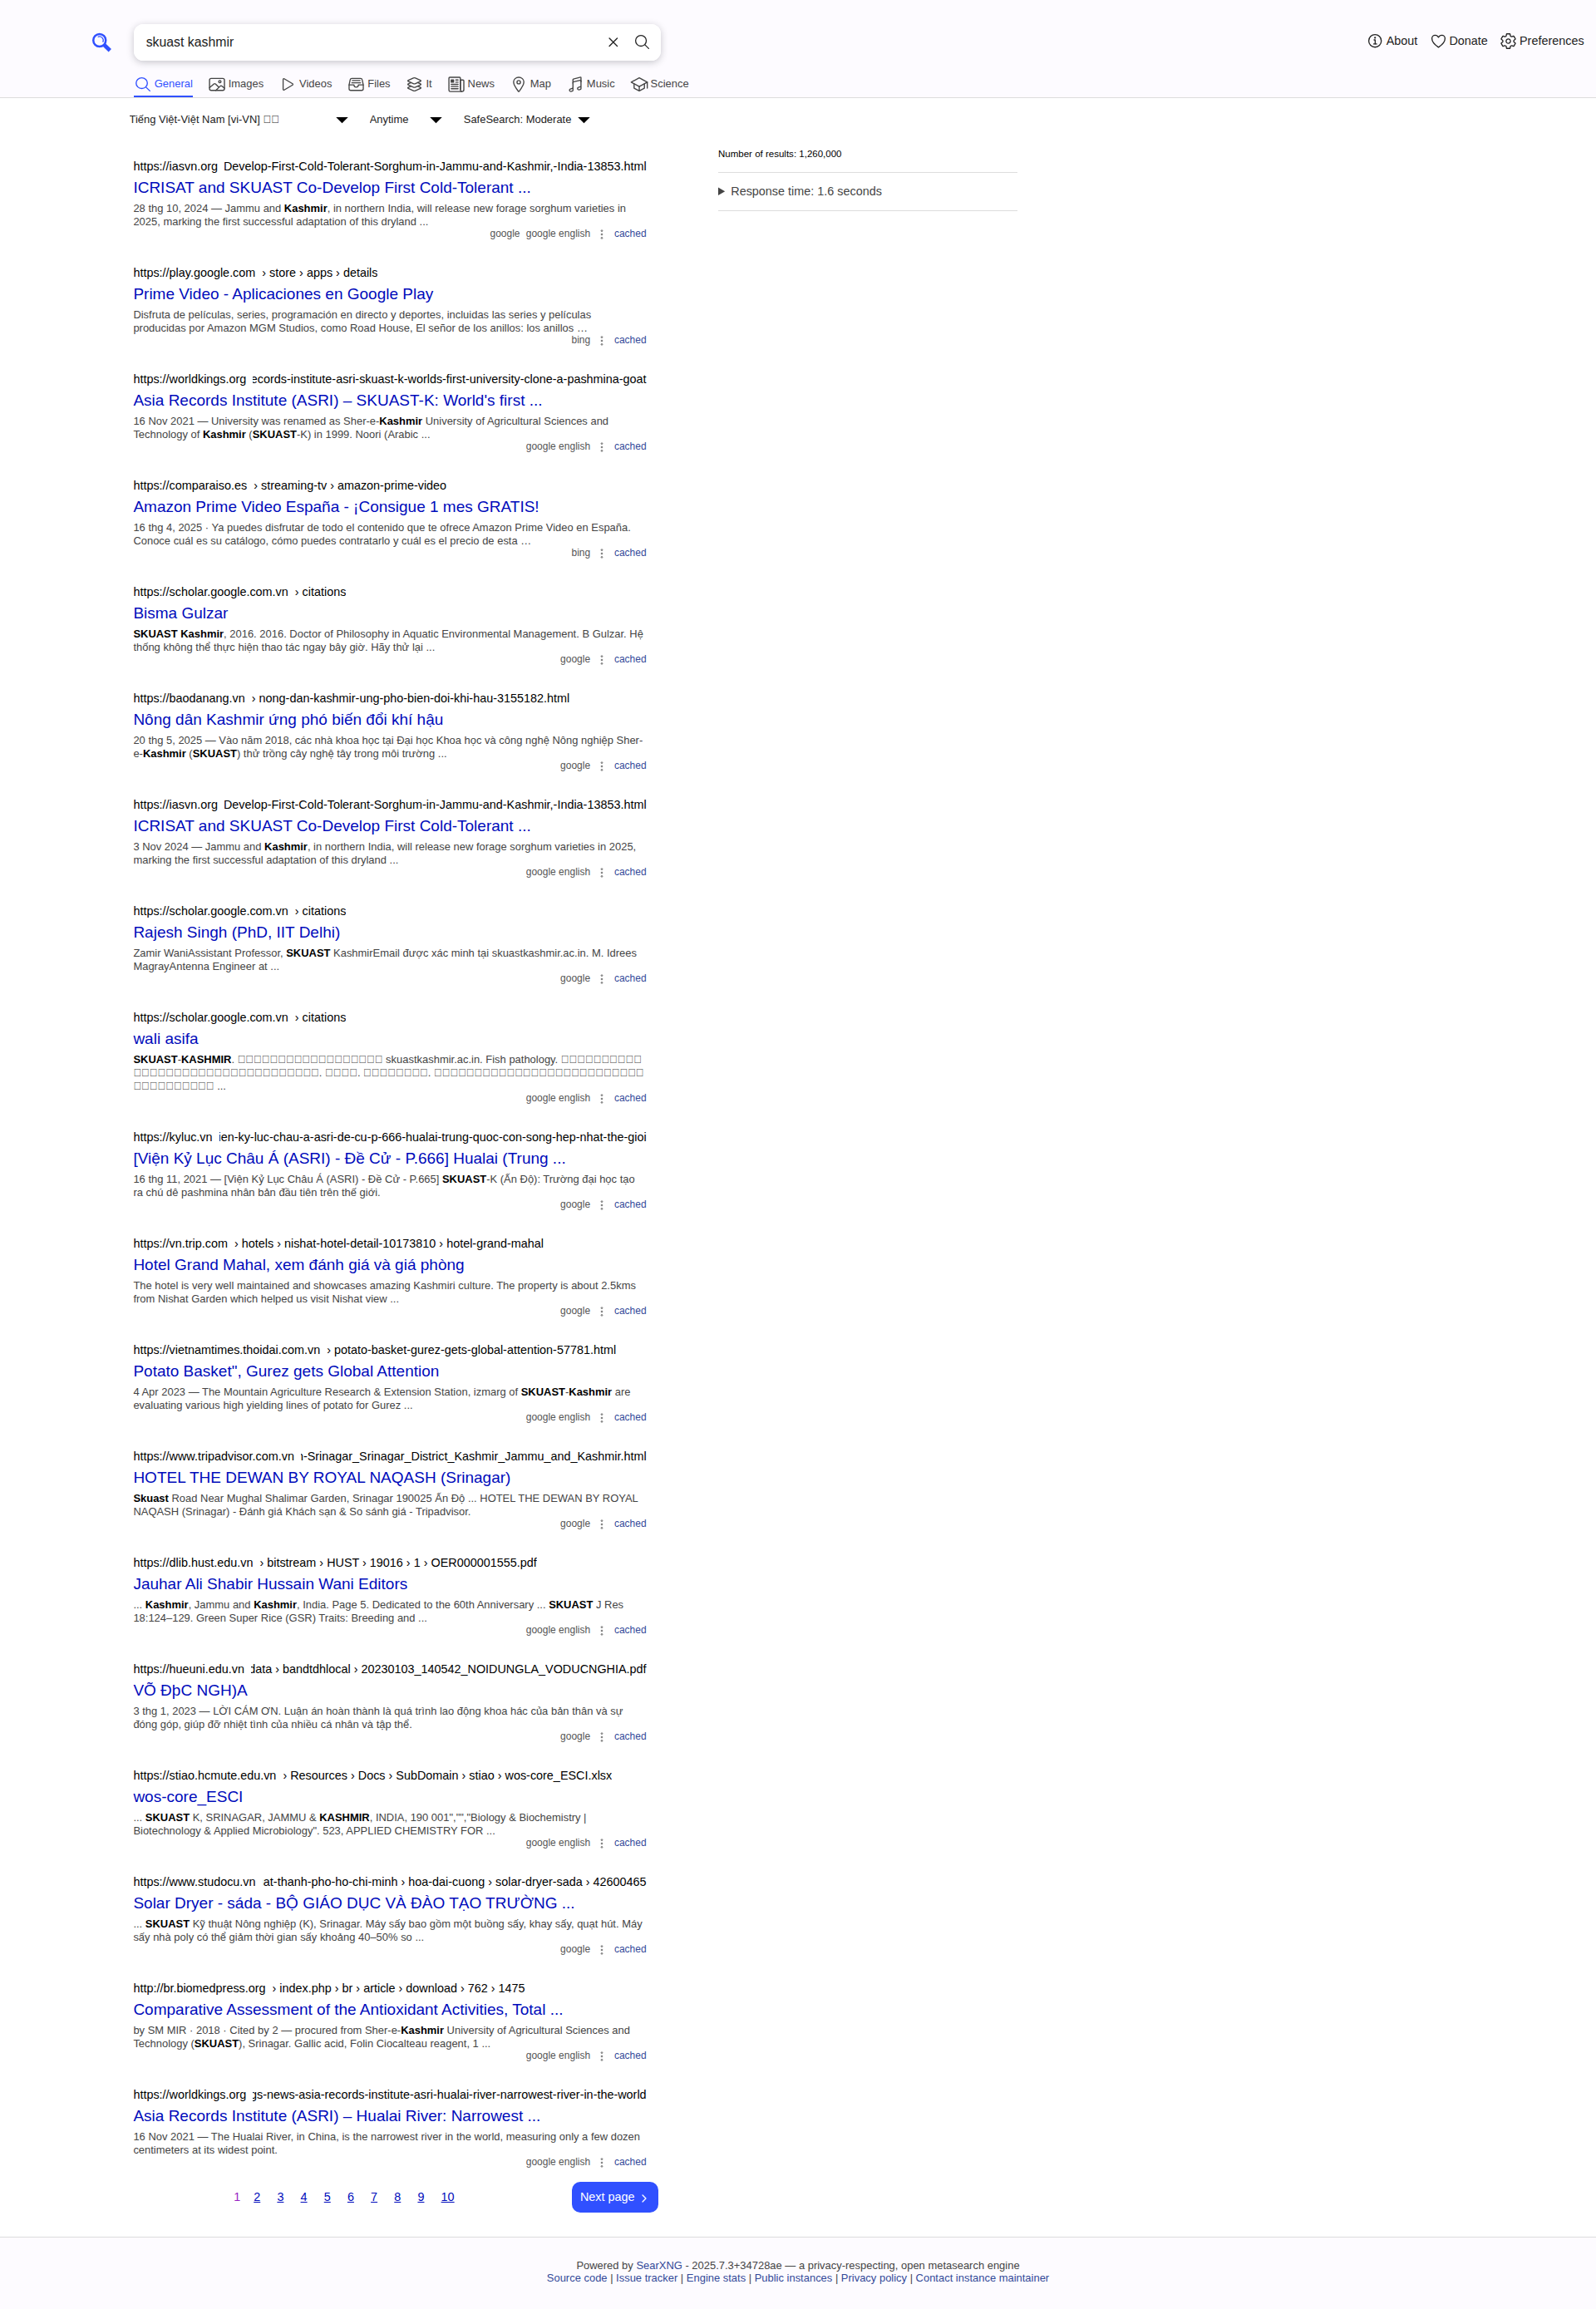 skuast kashmir
About Donate Preferences
General Images Videos Files It News Map Music Science
Tiếng Việt-Việt Nam [vi-VN] Anytime SafeSearch: Moderate
Number of results: 1,260,000
Response time: 1.6 seconds
https://iasvn.org Develop-First-Cold-Tolerant-Sorghum-in-Jammu-and-Kashmir,-India-13853.html
ICRISAT and SKUAST Co-Develop First Cold-Tolerant ...
28 thg 10, 2024 — Jammu and Kashmir, in northern India, will release new forage sorghum varieties in
2025, marking the first successful adaptation of this dryland ...
google google english cached
https://play.google.com › store › apps › details
Prime Video - Aplicaciones en Google Play
Disfruta de películas, series, programación en directo y deportes, incluidas las series y películas
producidas por Amazon MGM Studios, como Road House, El señor de los anillos: los anillos …
bing cached
https://worldkings.org ecords-institute-asri-skuast-k-worlds-first-university-clone-a-pashmina-goat
Asia Records Institute (ASRI) – SKUAST-K: World's first ...
16 Nov 2021 — University was renamed as Sher-e-Kashmir University of Agricultural Sciences and
Technology of Kashmir (SKUAST-K) in 1999. Noori (Arabic ...
google english cached
https://comparaiso.es › streaming-tv › amazon-prime-video
Amazon Prime Video España - ¡Consigue 1 mes GRATIS!
16 thg 4, 2025 · Ya puedes disfrutar de todo el contenido que te ofrece Amazon Prime Video en España.
Conoce cuál es su catálogo, cómo puedes contratarlo y cuál es el precio de esta …
bing cached
https://scholar.google.com.vn › citations
Bisma Gulzar
SKUAST Kashmir, 2016. 2016. Doctor of Philosophy in Aquatic Environmental Management. B Gulzar. Hệ
thống không thể thực hiện thao tác ngay bây giờ. Hãy thử lại ...
google cached
https://baodanang.vn › nong-dan-kashmir-ung-pho-bien-doi-khi-hau-3155182.html
Nông dân Kashmir ứng phó biến đổi khí hậu
20 thg 5, 2025 — Vào năm 2018, các nhà khoa học tại Đại học Khoa học và công nghệ Nông nghiệp Sher-
e-Kashmir (SKUAST) thử trồng cây nghệ tây trong môi trường ...
google cached
https://iasvn.org Develop-First-Cold-Tolerant-Sorghum-in-Jammu-and-Kashmir,-India-13853.html
ICRISAT and SKUAST Co-Develop First Cold-Tolerant ...
3 Nov 2024 — Jammu and Kashmir, in northern India, will release new forage sorghum varieties in 2025,
marking the first successful adaptation of this dryland ...
google english cached
https://scholar.google.com.vn › citations
Rajesh Singh (PhD, IIT Delhi)
Zamir WaniAssistant Professor, SKUAST KashmirEmail được xác minh tại skuastkashmir.ac.in. M. Idrees
MagrayAntenna Engineer at ...
google cached
https://scholar.google.com.vn › citations
wali asifa
SKUAST-KASHMIR. skuastkashmir.ac.in. Fish pathology.
google english cached
https://kyluc.vn ien-ky-luc-chau-a-asri-de-cu-p-666-hualai-trung-quoc-con-song-hep-nhat-the-gioi
[Viện Kỷ Lục Châu Á (ASRI) - Đề Cử - P.666] Hualai (Trung ...
16 thg 11, 2021 — [Viện Kỷ Lục Châu Á (ASRI) - Đề Cử - P.665] SKUAST-K (Ấn Độ): Trường đại học tạo
ra chú dê pashmina nhân bản đầu tiên trên thế giới.
google cached
https://vn.trip.com › hotels › nishat-hotel-detail-10173810 › hotel-grand-mahal
Hotel Grand Mahal, xem đánh giá và giá phòng
The hotel is very well maintained and showcases amazing Kashmiri culture. The property is about 2.5kms
from Nishat Garden which helped us visit Nishat view ...
google cached
https://vietnamtimes.thoidai.com.vn › potato-basket-gurez-gets-global-attention-57781.html
Potato Basket", Gurez gets Global Attention
4 Apr 2023 — The Mountain Agriculture Research & Extension Station, izmarg of SKUAST-Kashmir are
evaluating various high yielding lines of potato for Gurez ...
google english cached
https://www.tripadvisor.com.vn ı-Srinagar_Srinagar_District_Kashmir_Jammu_and_Kashmir.html
HOTEL THE DEWAN BY ROYAL NAQASH (Srinagar)
Skuast Road Near Mughal Shalimar Garden, Srinagar 190025 Ấn Độ ... HOTEL THE DEWAN BY ROYAL
NAQASH (Srinagar) - Đánh giá Khách sạn & So sánh giá - Tripadvisor.
google cached
https://dlib.hust.edu.vn › bitstream › HUST › 19016 › 1 › OER000001555.pdf
Jauhar Ali Shabir Hussain Wani Editors
... Kashmir, Jammu and Kashmir, India. Page 5. Dedicated to the 60th Anniversary ... SKUAST J Res
18:124–129. Green Super Rice (GSR) Traits: Breeding and ...
google english cached
https://hueuni.edu.vn data › bandtdhlocal › 20230103_140542_NOIDUNGLA_VODUCNGHIA.pdf
VÕ ĐþC NGH)A
3 thg 1, 2023 — LỜI CÁM ƠN. Luận án hoàn thành là quá trình lao động khoa hác của bản thân và sự
đóng góp, giúp đỡ nhiệt tình của nhiều cá nhân và tập thể.
google cached
https://stiao.hcmute.edu.vn › Resources › Docs › SubDomain › stiao › wos-core_ESCI.xlsx
wos-core_ESCI
... SKUAST K, SRINAGAR, JAMMU & KASHMIR, INDIA, 190 001","","Biology & Biochemistry |
Biotechnology & Applied Microbiology". 523, APPLIED CHEMISTRY FOR ...
google english cached
https://www.studocu.vn at-thanh-pho-ho-chi-minh › hoa-dai-cuong › solar-dryer-sada › 42600465
Solar Dryer - sáda - BỘ GIÁO DỤC VÀ ĐÀO TẠO TRƯỜNG ...
... SKUAST Kỹ thuật Nông nghiệp (K), Srinagar. Máy sấy bao gồm một buồng sấy, khay sấy, quạt hút. Máy
sấy nhà poly có thể giảm thời gian sấy khoảng 40–50% so ...
google cached
http://br.biomedpress.org › index.php › br › article › download › 762 › 1475
Comparative Assessment of the Antioxidant Activities, Total ...
by SM MIR · 2018 · Cited by 2 — procured from Sher-e-Kashmir University of Agricultural Sciences and
Technology (SKUAST), Srinagar. Gallic acid, Folin Ciocalteau reagent, 1 ...
google english cached
https://worldkings.org gs-news-asia-records-institute-asri-hualai-river-narrowest-river-in-the-world
Asia Records Institute (ASRI) – Hualai River: Narrowest ...
16 Nov 2021 — The Hualai River, in China, is the narrowest river in the world, measuring only a few dozen
centimeters at its widest point.
google english cached
1 2 3 4 5 6 7 8 9 10 Next page
Powered by SearXNG - 2025.7.3+34728ae — a privacy-respecting, open metasearch engine
Source code | Issue tracker | Engine stats | Public instances | Privacy policy | Contact instance maintainer